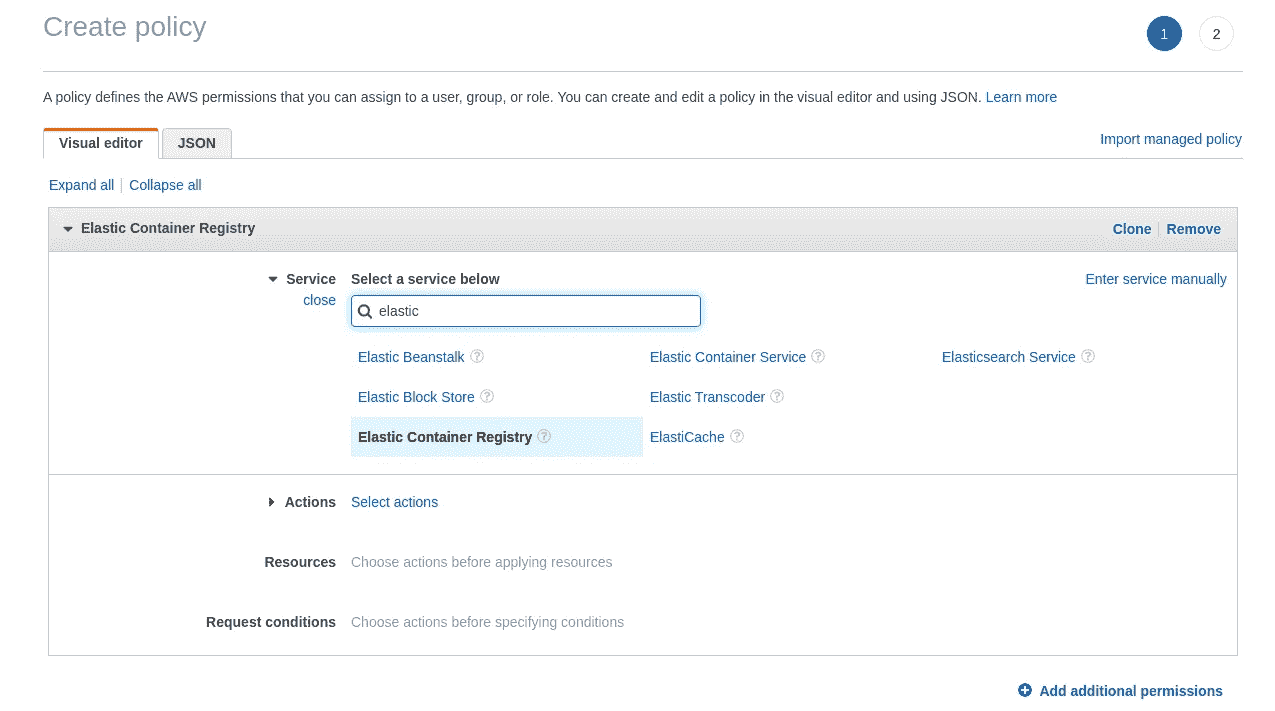 Create policy
1 2
A policy defines the AWS permissions that you can assign to a user, group, or role. You can create and edit a policy in the visual editor and using JSON. Learn more
Visual editor JSON Import managed policy
Expand all Collapse all
Elastic Container Registry Clone Remove
Service Select a service below Enter service manually
close
elastic
Elastic Beanstalk ? Elastic Container Service ? Elasticsearch Service ?
Elastic Block Store ? Elastic Transcoder ?
Elastic Container Registry ? ElastiCache ?
Actions Select actions
Resources Choose actions before applying resources
Request conditions Choose actions before specifying conditions
Add additional permissions